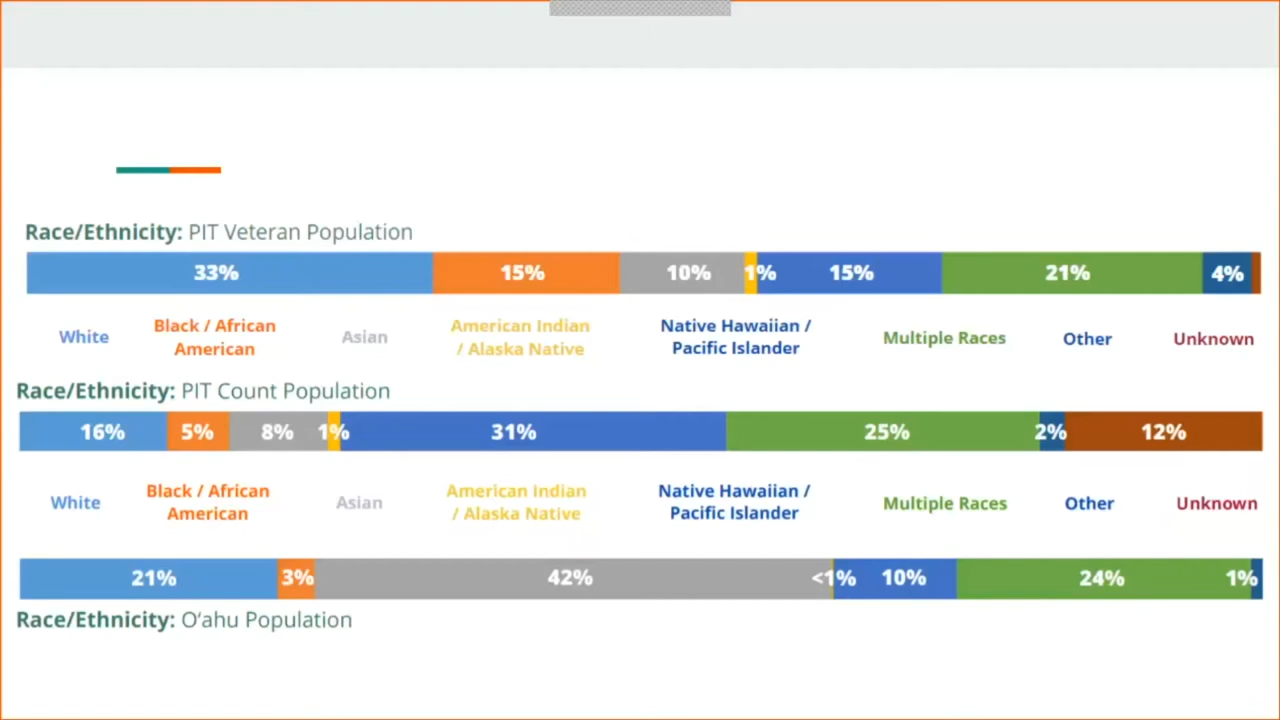 Race/Ethnicity: PIT Veteran Population
33% 15% 10% 1% 15% 21% 4%
White Black / African American Asian American Indian / Alaska Native Native Hawaiian / Pacific Islander Multiple Races Other Unknown
Race/Ethnicity: PIT Count Population
16% 5% 8% 1% 31% 25% 2% 12%
White Black / African American Asian American Indian / Alaska Native Native Hawaiian / Pacific Islander Multiple Races Other Unknown
21% 3% 42% <1% 10% 24% 1%
Race/Ethnicity: O‘ahu Population